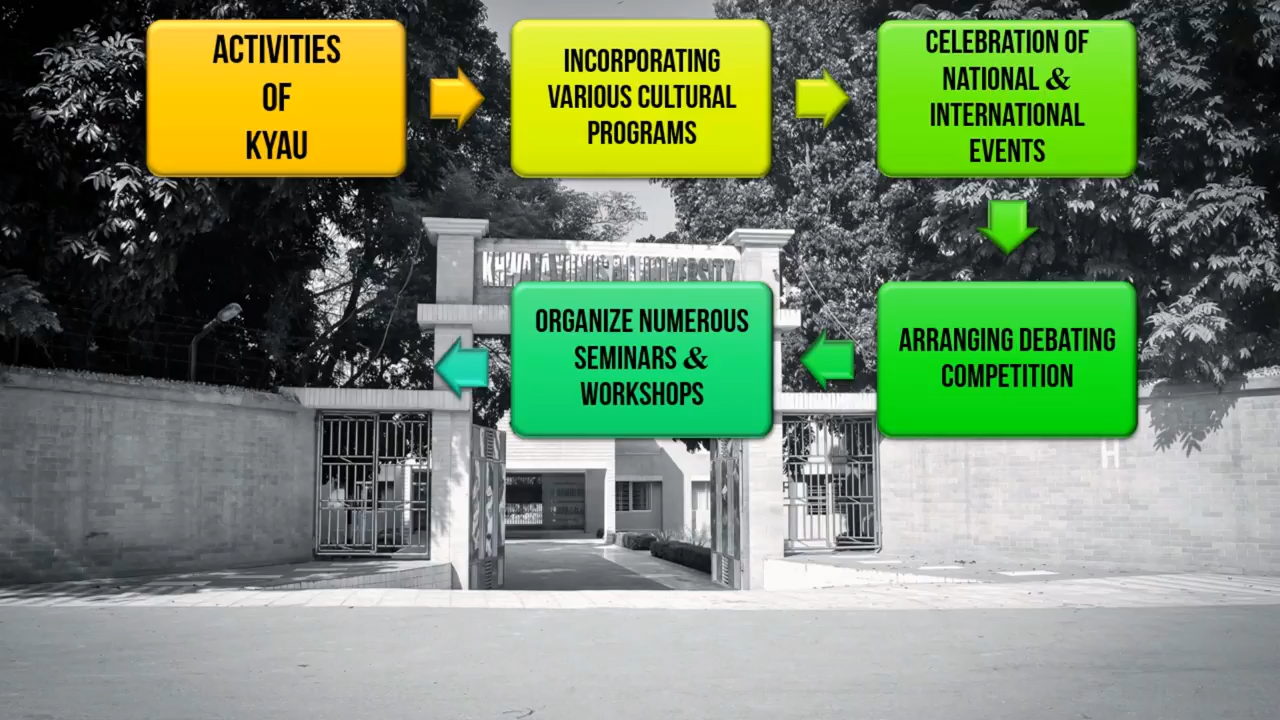 ACTIVITIES
OF
KYAU
INCORPORATING
VARIOUS CULTURAL
PROGRAMS
CELEBRATION OF
NATIONAL &
INTERNATIONAL
EVENTS
ARRANGING DEBATING
COMPETITION
ORGANIZE NUMEROUS
SEMINARS &
WORKSHOPS
UNIVERSITY